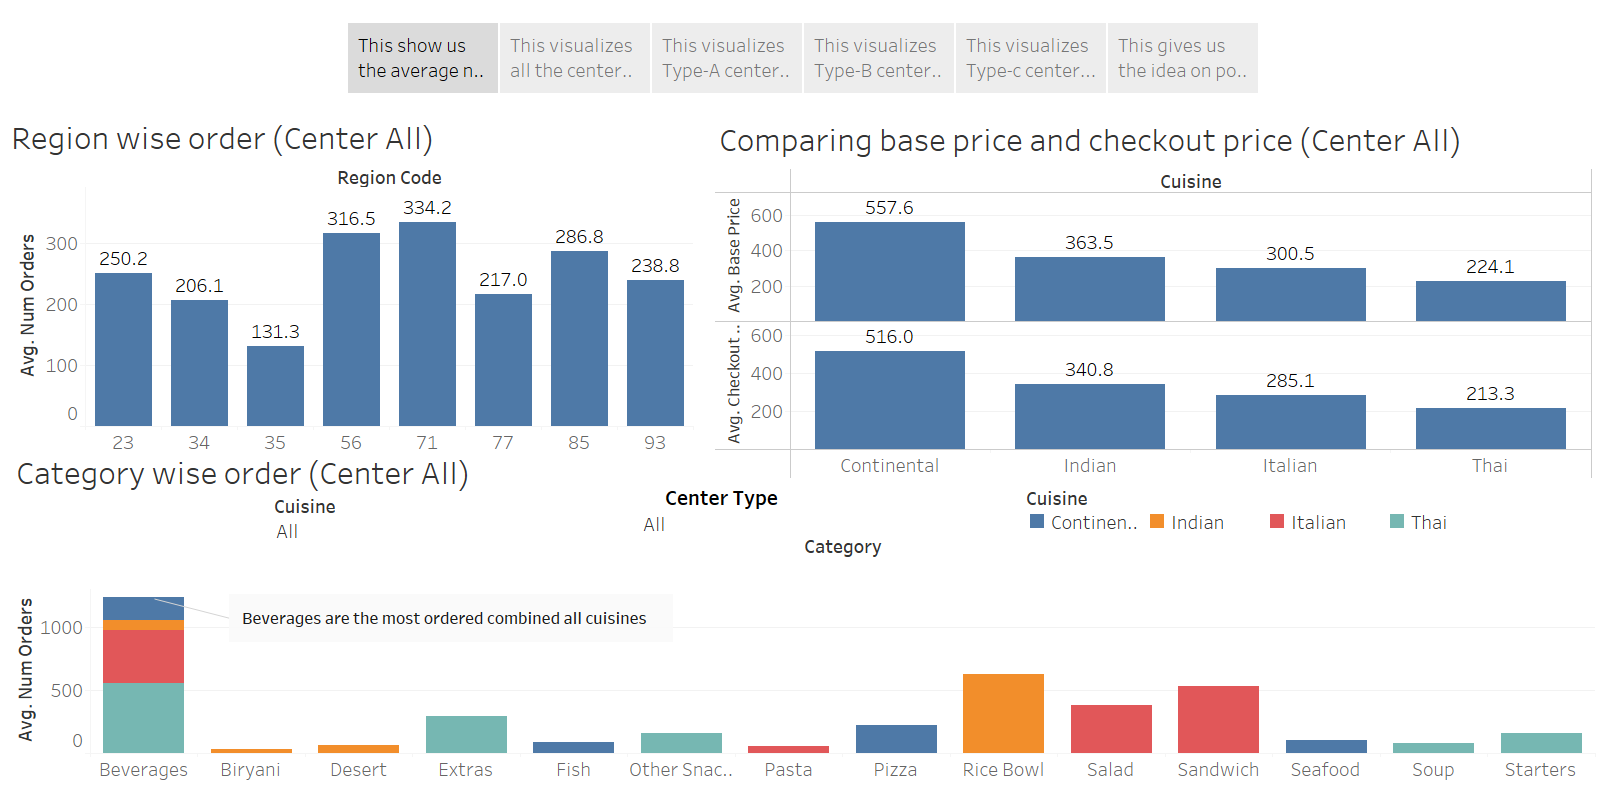 This show us
the average n..
This visualizes
all the center..
This visualizes
Type-A center..
This visualizes
Type-B center..
This visualizes
Type-c center...
This gives us
the idea on po..
Region wise order (Center All)
Region Code
Avg. Num Orders
300
200
100
0
250.2
206.1
131.3
316.5
334.2
217.0
286.8
238.8
23 34 35 56 71 77 85 93
Comparing base price and checkout price (Center All)
Cuisine
Avg. Base Price
600
400
200
557.6
363.5
300.5
224.1
Avg. Checkout ..
600
400
200
516.0
340.8
285.1
213.3
Continental Indian Italian Thai
Category wise order (Center All)
Cuisine
All
Center Type
All
Cuisine
Continen.. Indian Italian Thai
Category
Avg. Num Orders
1000
500
0
Beverages are the most ordered combined all cuisines
Beverages Biryani Desert Extras Fish Other Snac.. Pasta Pizza Rice Bowl Salad Sandwich Seafood Soup Starters